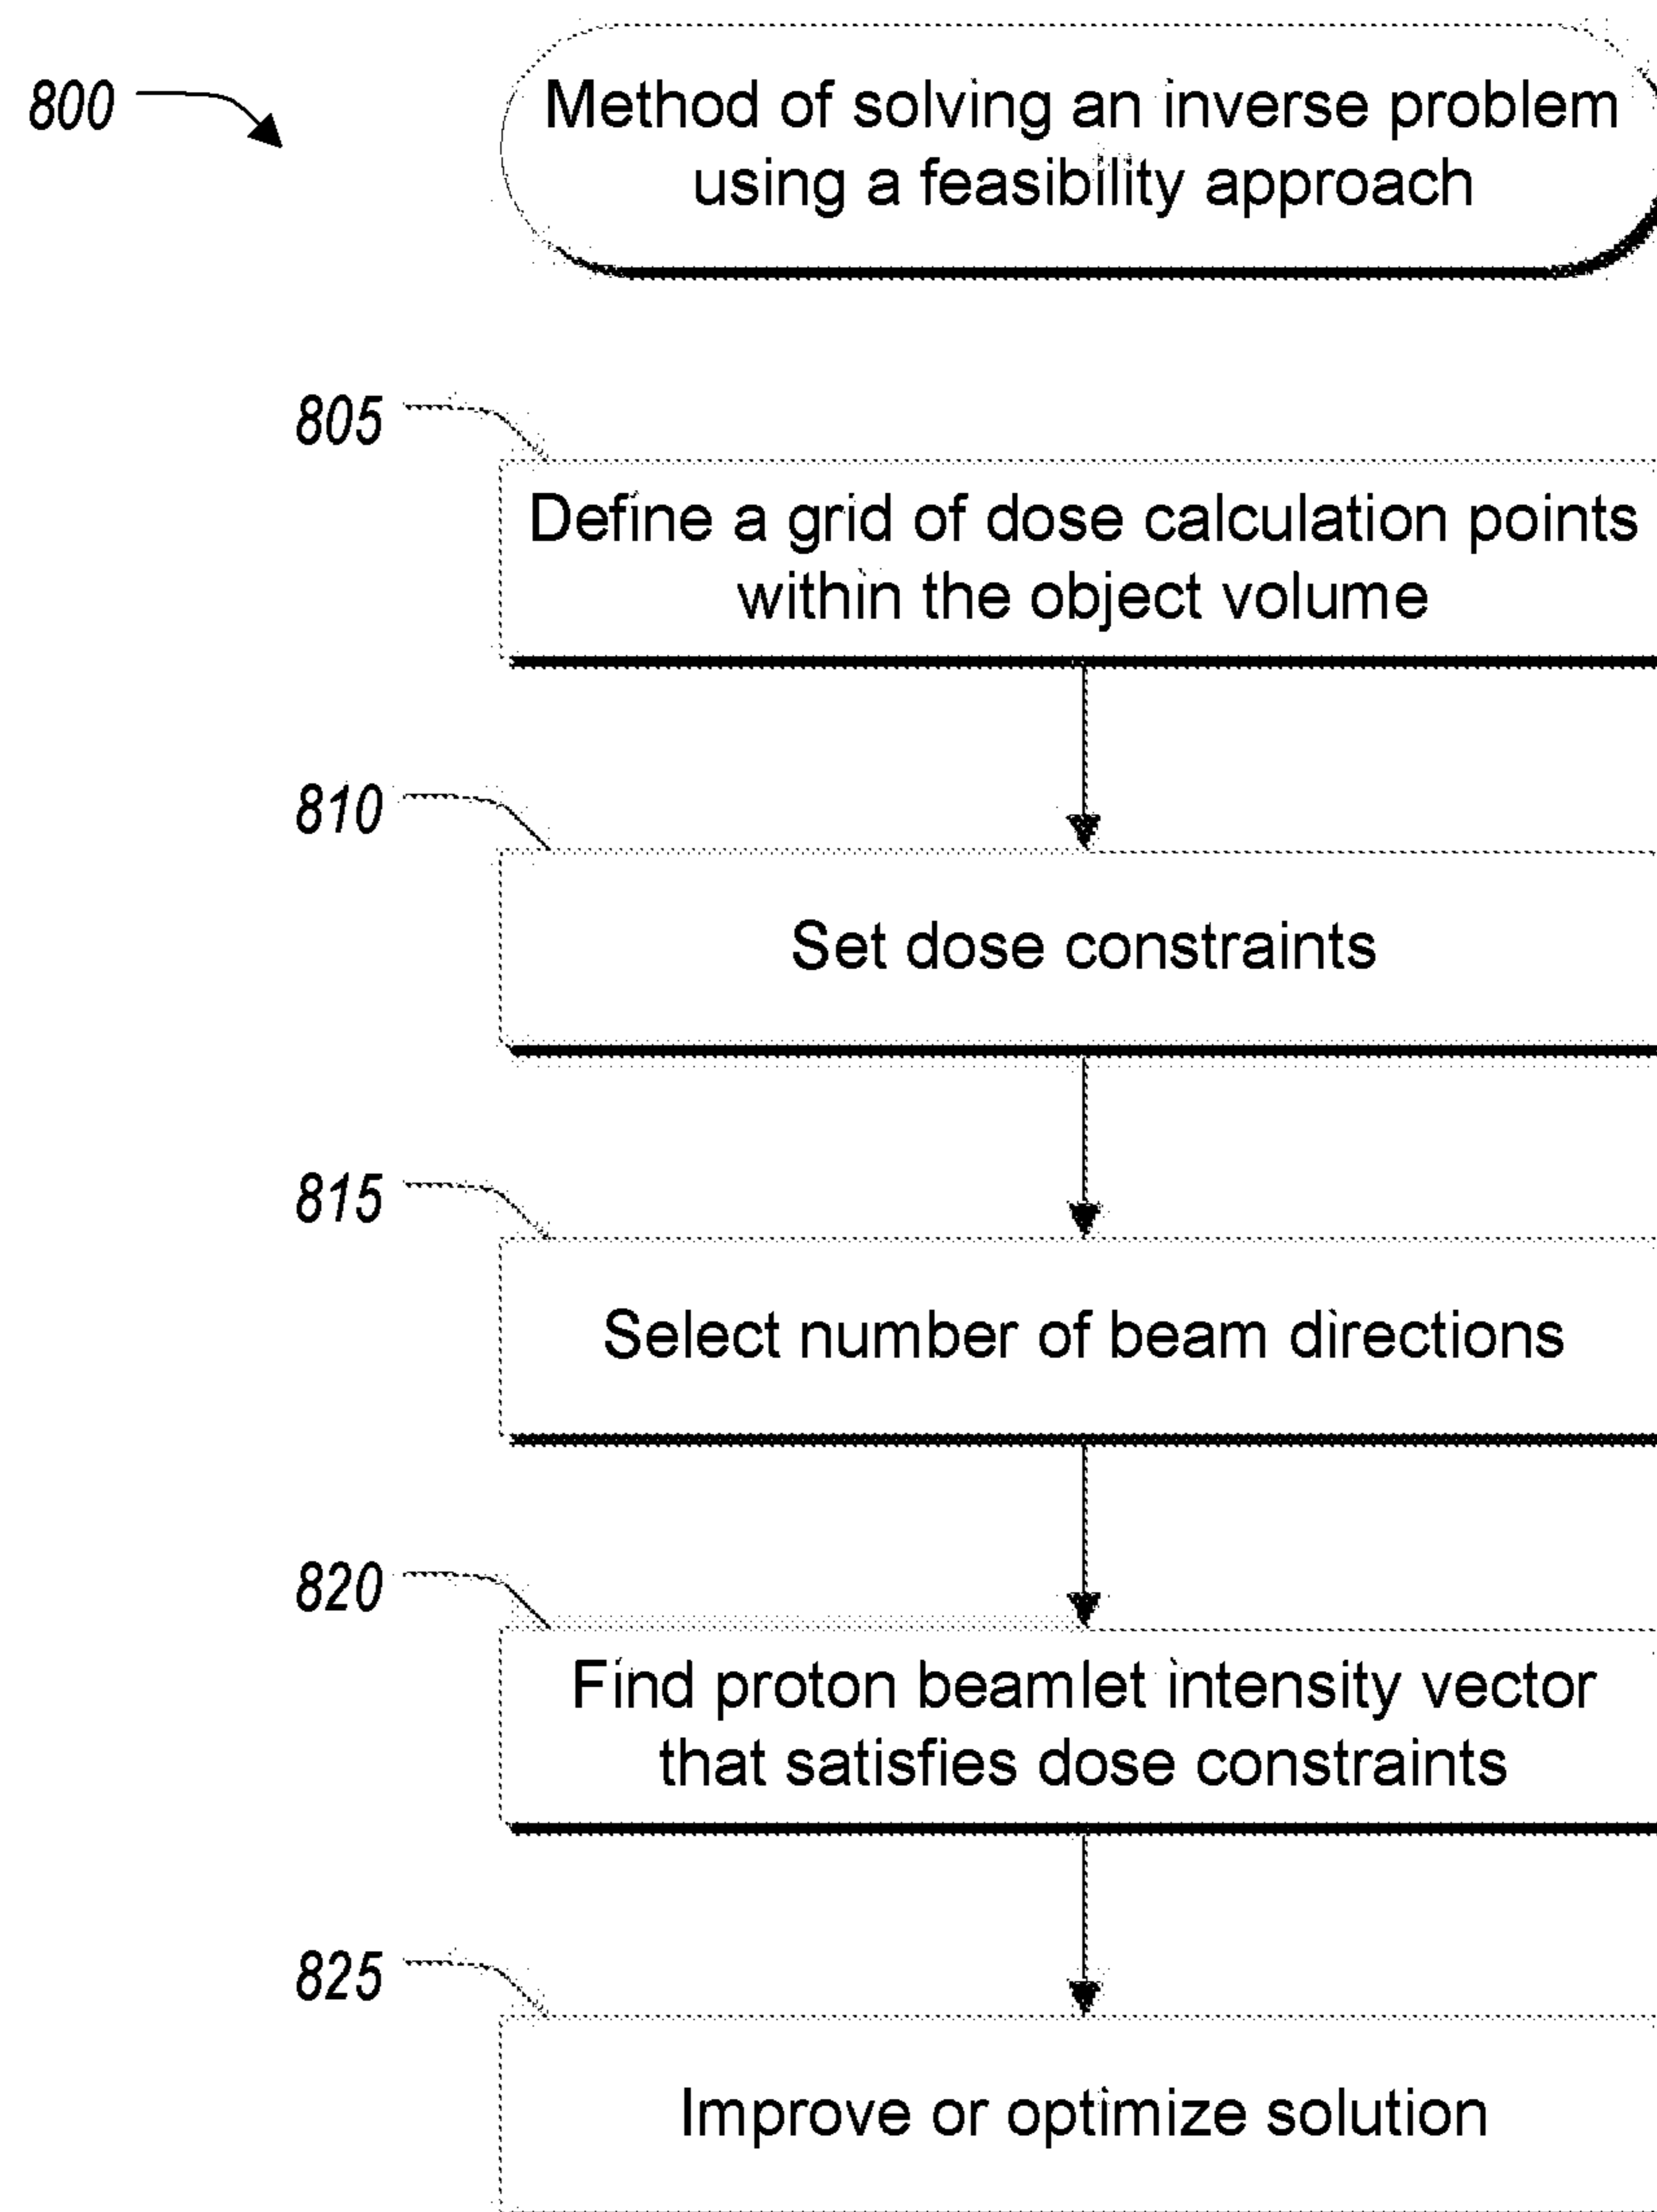 800
Method of solving an inverse problem
using a feasibility approach
805
Define a grid of dose calculation points
within the object volume
810
Set dose constraints
815
Select number of beam directions
820
Find proton beamlet intensity vector
that satisfies dose constraints
825
Improve or optimize solution